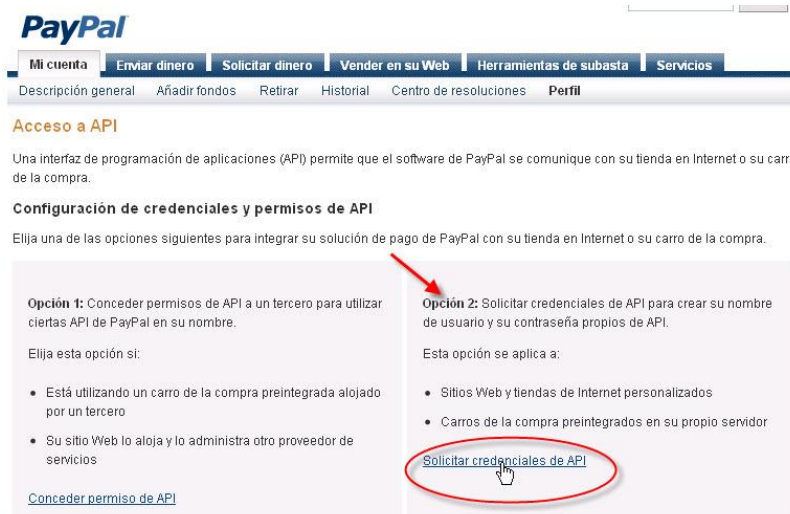 PayPal
Mi cuenta Enviar dinero Solicitar dinero Vender en su Web Herramientas de subasta Servicios
Descripción general Añadir fondos Retirar Historial Centro de resoluciones Perfil
Acceso a API
Una interfaz de programación de aplicaciones (API) permite que el software de PayPal se comunique con su tienda en Internet o su carr
de la compra.
Configuración de credenciales y permisos de API
Elija una de las opciones siguientes para integrar su solución de pago de PayPal con su tienda en Internet o su carro de la compra.
Opción 1: Conceder permisos de API a un tercero para utilizar
ciertas API de PayPal en su nombre.
Elija esta opción si:
• Está utilizando un carro de la compra preintegrada alojado
por un tercero
• Su sitio Web lo aloja y lo administra otro proveedor de
servicios
Conceder permiso de API
Opción 2: Solicitar credenciales de API para crear su nombre
de usuario y su contraseña propios de API.
Esta opción se aplica a:
• Sitios Web y tiendas de Internet personalizados
• Carros de la compra preintegrados en su propio servidor
Solicitar credenciales de API